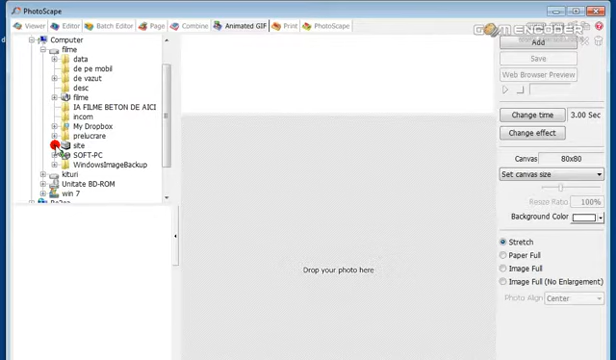 PhotoScape
Viewer Editor Batch Editor Page Combine Animated GIF Print PhotoScape
GOM ENCODER
Computer
filme
data
de pe mobil
de vazut
desc
filme
IA FILME BETON DE AICI
incom
My Dropbox
prelucrare
site
SOFT-PC
WindowsImageBackup
kituri
Unitate BD-ROM
win 7
Drop your photo here
Add
Save
Web Browser Preview
Change time 3.00 Sec
Change effect
Canvas 80x80
Set canvas size
Resize Ratio 100%
Background Color
Stretch
Paper Full
Image Full
Image Full (No Enlargement)
Photo Align Center